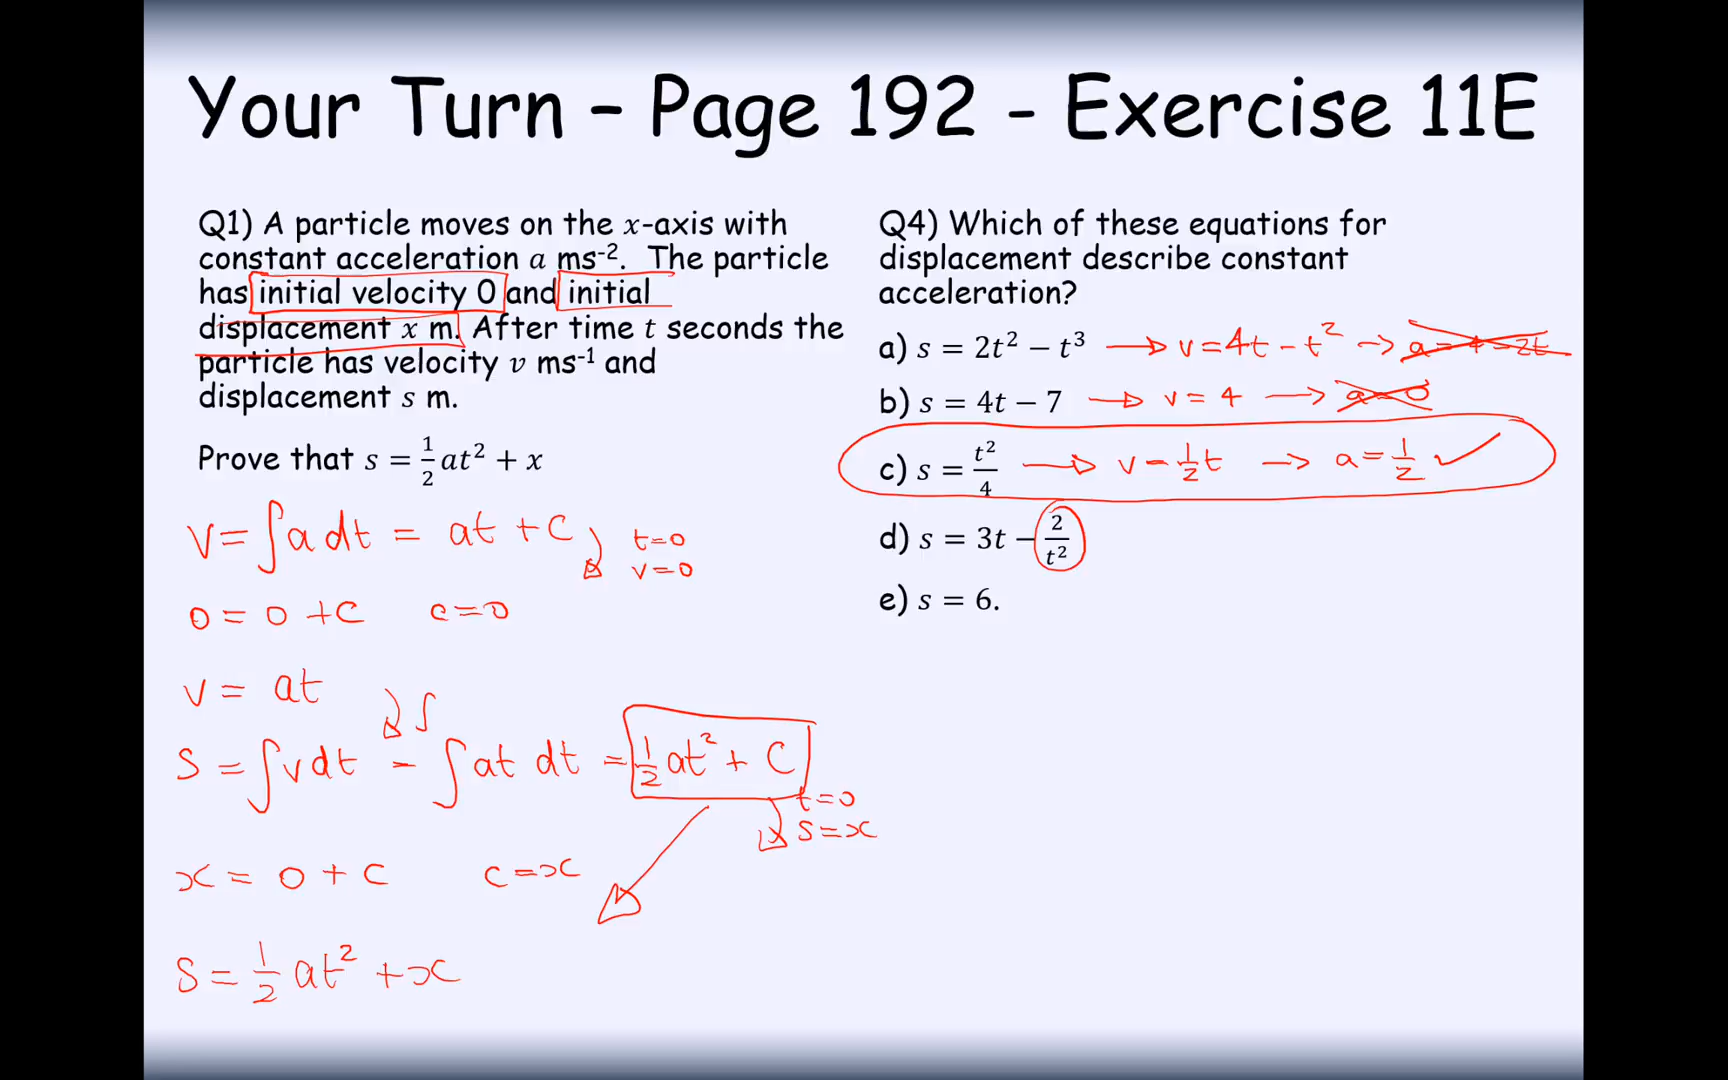 Your Turn – Page 192 - Exercise 11E
Q1) A particle moves on the x-axis with
constant acceleration a ms⁻². The particle
has initial velocity 0 and initial
displacement x m. After time t seconds the
particle has velocity v ms⁻¹ and
displacement s m.
Prove that s = 1/2 at² + x
v = ∫a dt = at + c
t=0
v=0
0 = 0 + c c=0
v = at
∫
s = ∫v dt = ∫at dt = 1/2 at² + c
t=0
s=x
x = 0 + c c=x
s = 1/2 at² + x
Q4) Which of these equations for
displacement describe constant
acceleration?
a) s = 2t² − t³ → v = 4t − t² → a = 4 − 2t
b) s = 4t − 7 → v = 4 → a = 0
c) s = t²/4 → v = 1/2 t → a = 1/2 ✓
d) s = 3t − 2/t²
e) s = 6.